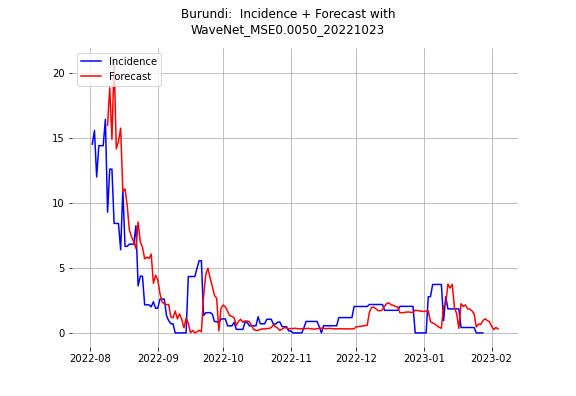 Burundi:  Incidence + Forecast with
WaveNet_MSE0.0050_20221023
Incidence
Forecast
20
15
10
5
0
2022-08 2022-09 2022-10 2022-11 2022-12 2023-01 2023-02